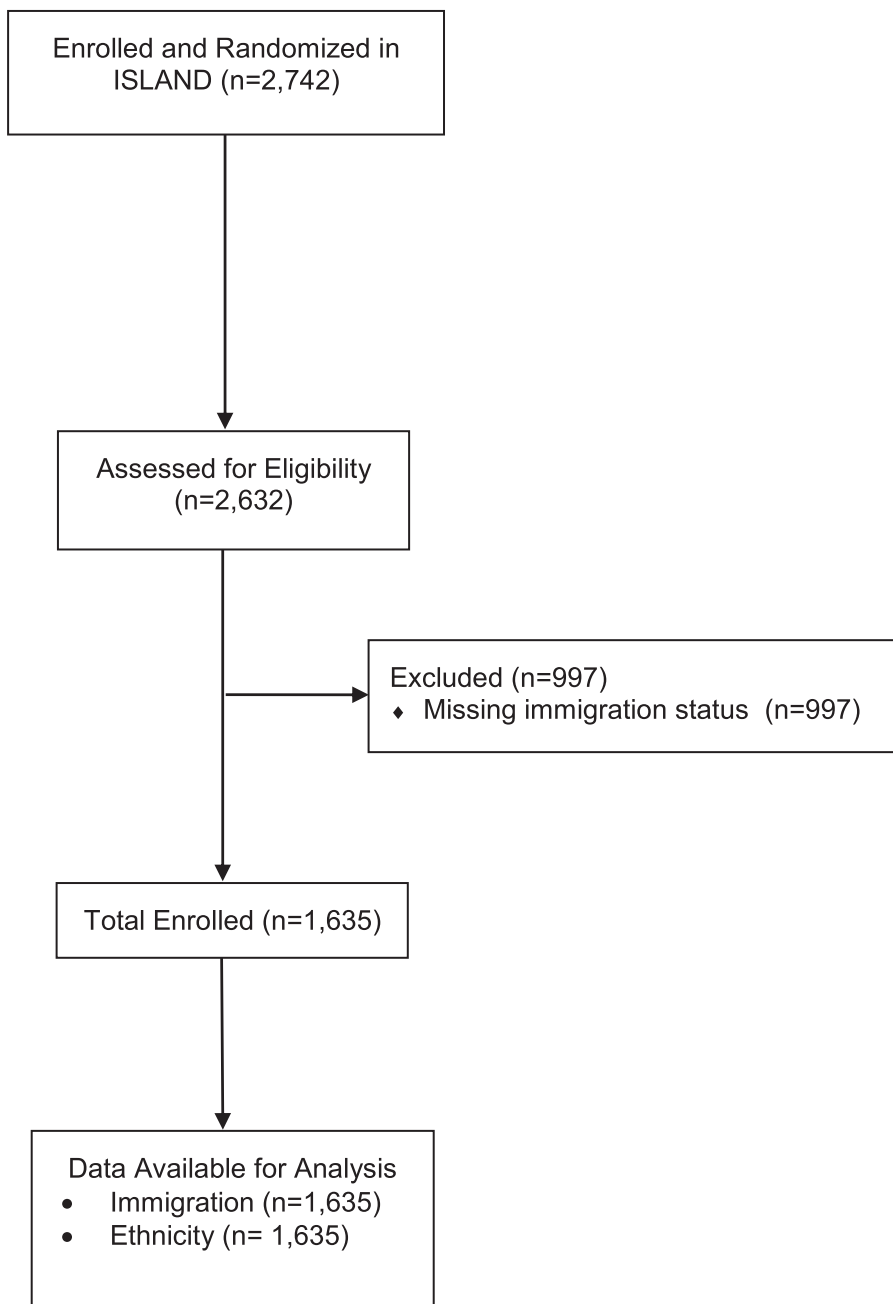 Enrolled and Randomized in
ISLAND (n=2,742)
Assessed for Eligibility
(n=2,632)
Excluded (n=997)
♦ Missing immigration status (n=997)
Total Enrolled (n=1,635)
Data Available for Analysis
• Immigration (n=1,635)
• Ethnicity (n= 1,635)